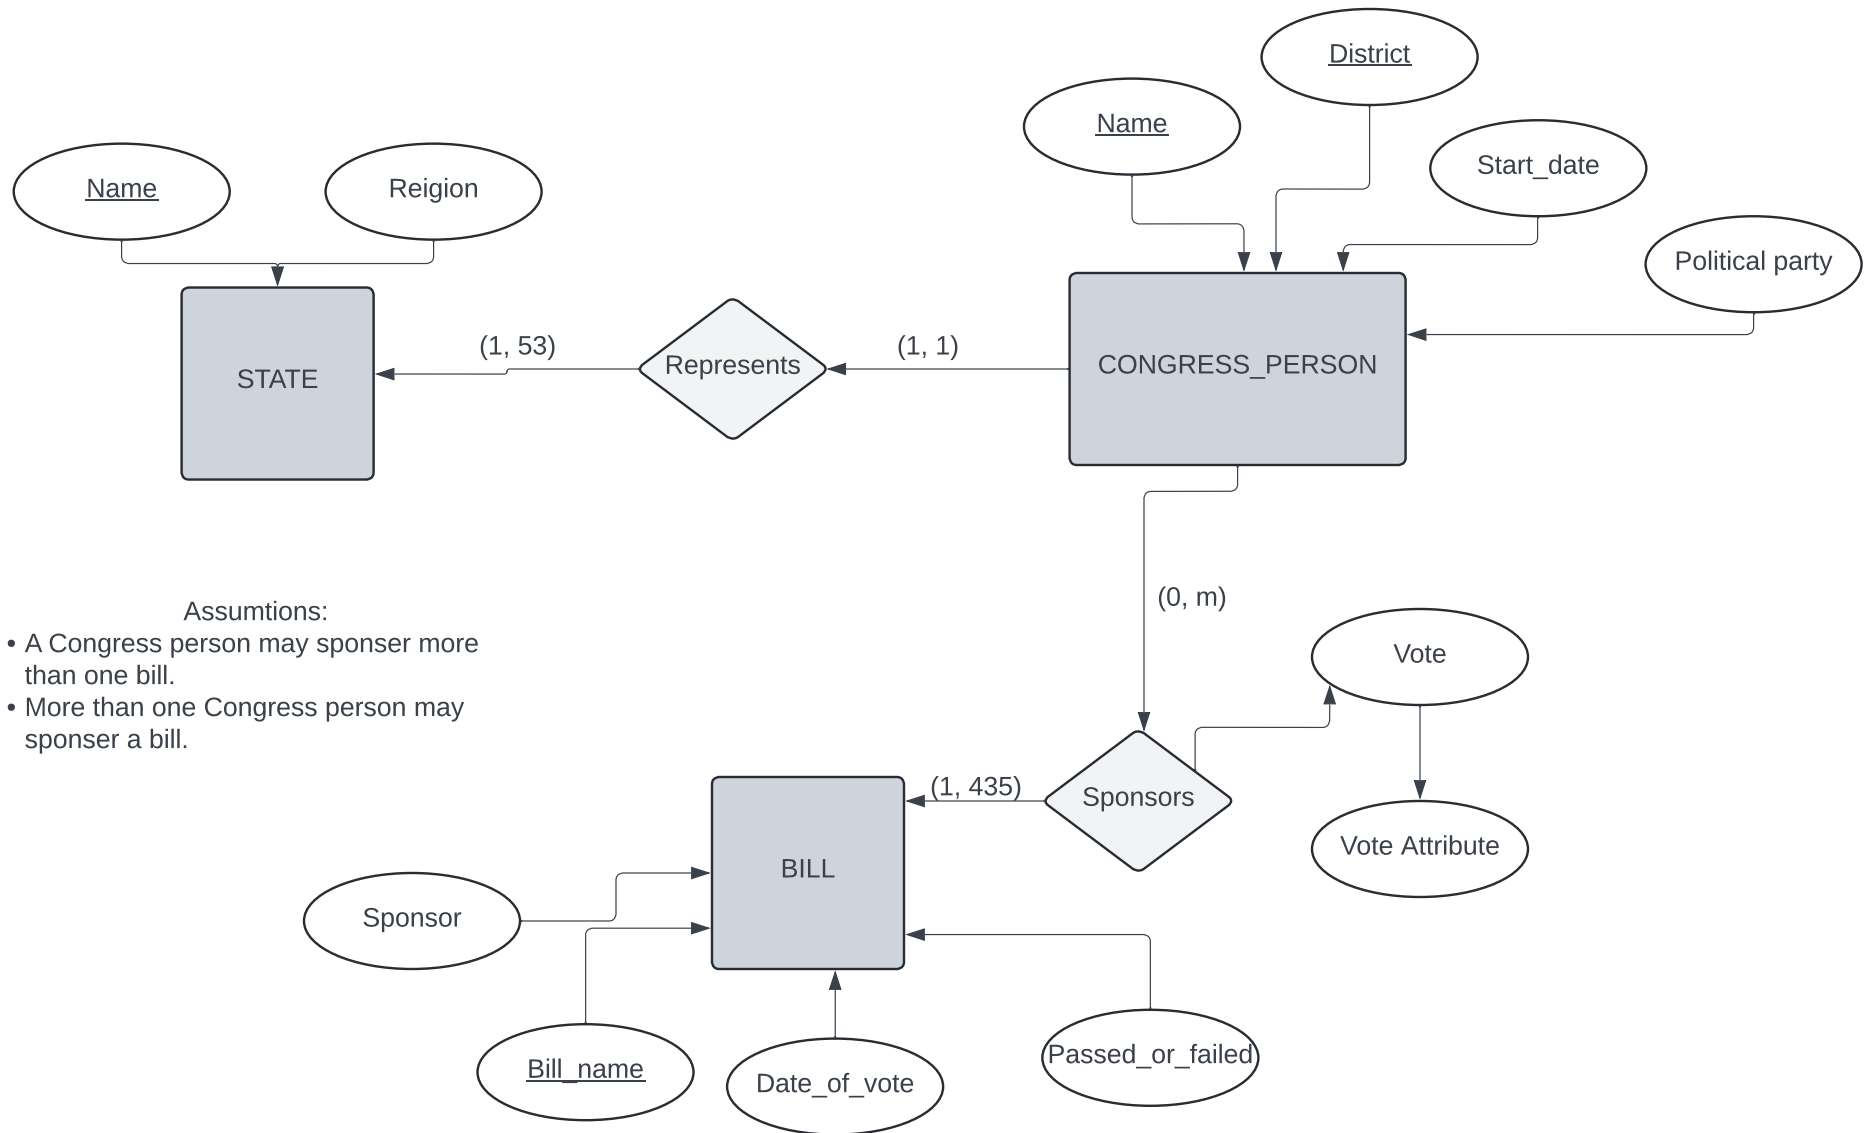 District
Name
Start_date
Name
Reigion
Political party
(1, 53)
(1, 1)
STATE
Represents
CONGRESS_PERSON
(0, m)
Assumtions:
• A Congress person may sponser more
than one bill.
• More than one Congress person may
sponser a bill.
Vote
(1, 435)
Sponsors
Vote Attribute
BILL
Sponsor
Bill_name
Date_of_vote
Passed_or_failed